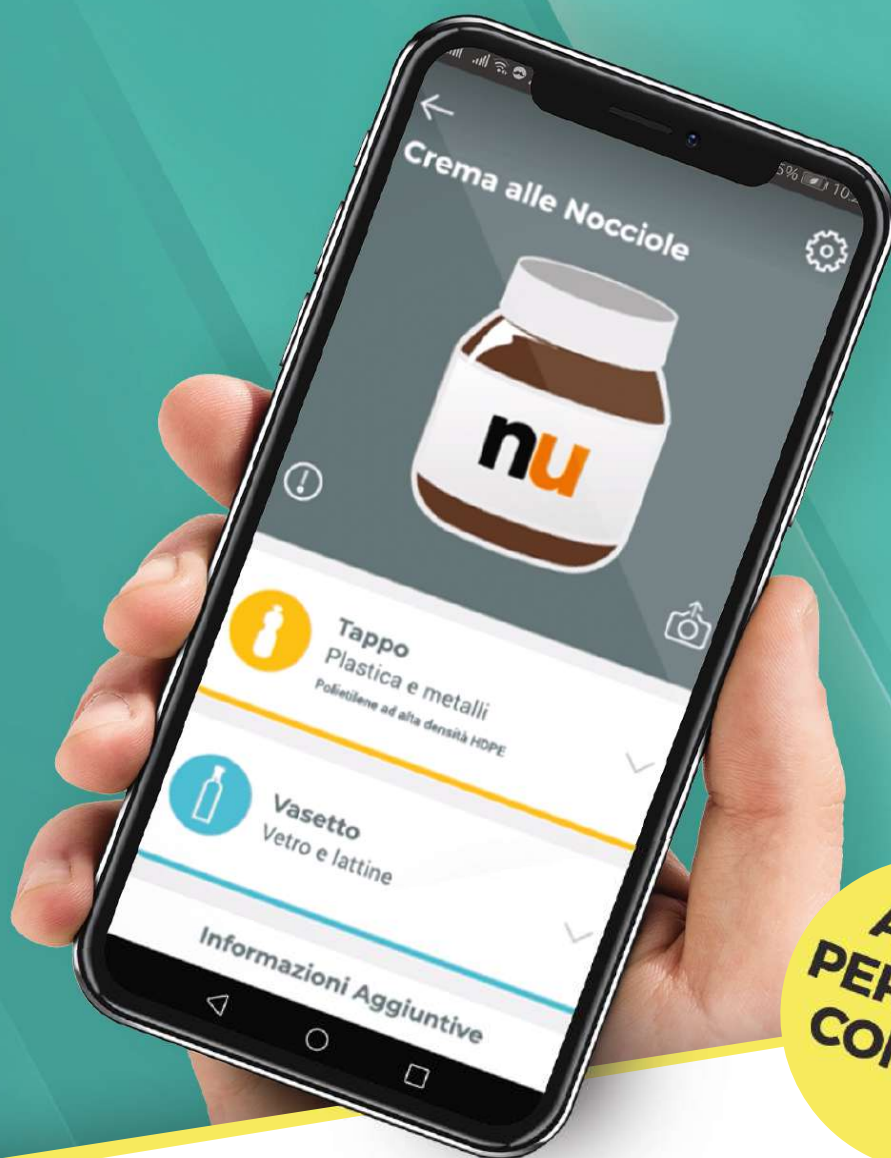 Crema alle Nocciole
nu
Tappo
Plastica e metalli
Polietilene ad alta densità HDPE
Vasetto
Vetro e lattine
Informazioni Aggiuntive